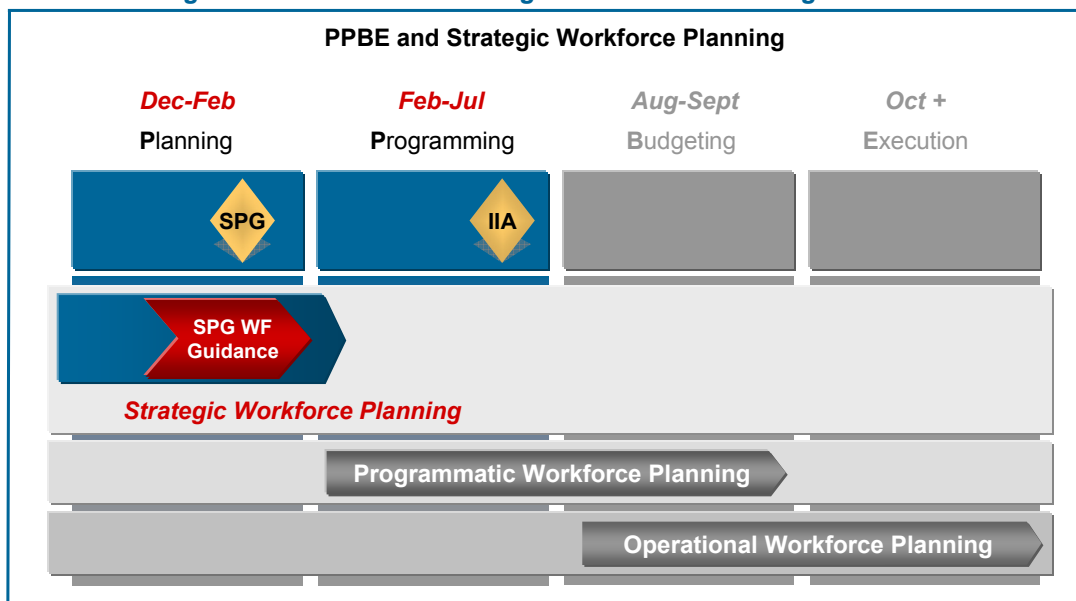 PPBE and Strategic Workforce Planning
Dec-Feb
Feb-Jul
Aug-Sept
Oct +
Planning
Programming
Budgeting
Execution
SPG
IIA
SPG WF
Guidance
Strategic Workforce Planning
Programmatic Workforce Planning
Operational Workforce Planning